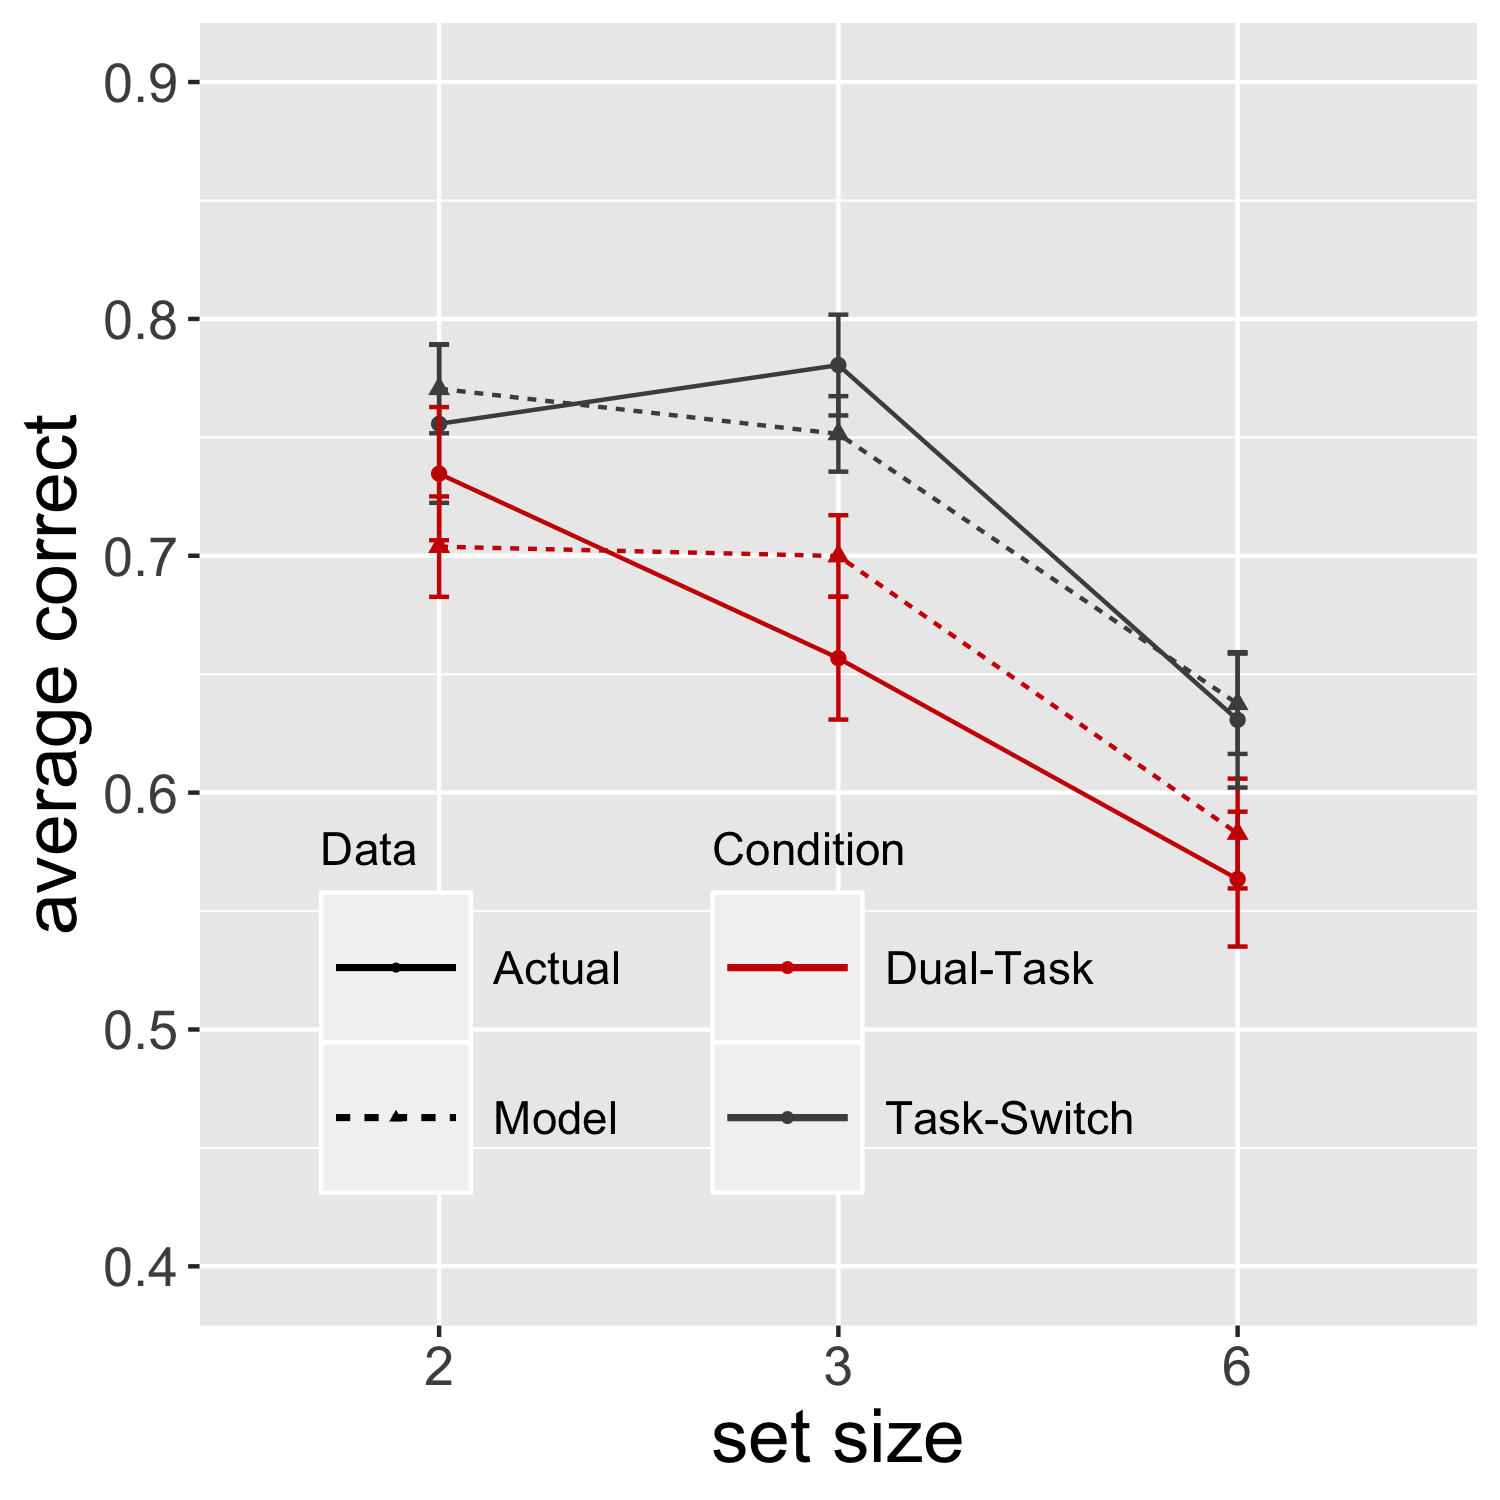 average correct
0.9
0.8
0.7
0.6
0.5
0.4
Data
Actual
Model
Condition
Dual-Task
Task-Switch
2 3 6
set size